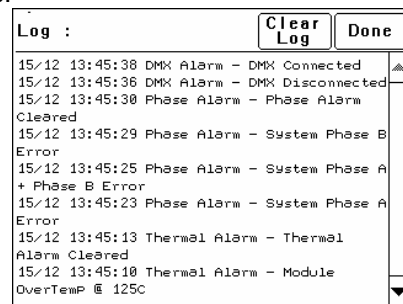 Log :
Clear
Log
Done
15/12 13:45:38 DMX Alarm - DMX Connected
15/12 13:45:36 DMX Alarm - DMX Disconnected
15/12 13:45:30 Phase Alarm - Phase Alarm
Cleared
15/12 13:45:29 Phase Alarm - System Phase B
Error
15/12 13:45:25 Phase Alarm - System Phase A
+ Phase B Error
15/12 13:45:23 Phase Alarm - System Phase A
Error
15/12 13:45:13 Thermal Alarm - Thermal
Alarm Cleared
15/12 13:45:10 Thermal Alarm - Module
OverTemP @ 125C